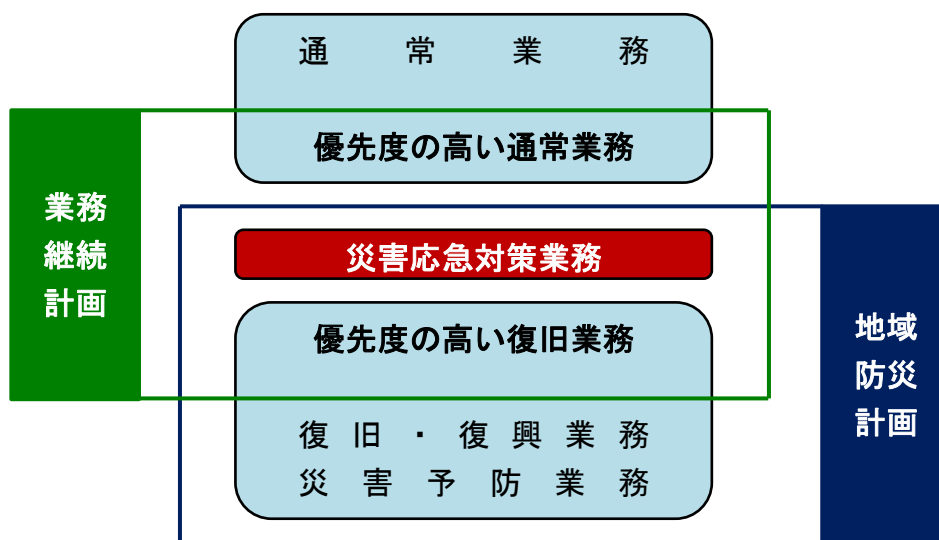 通常業務
優先度の高い通常業務
業務
継続
計画
災害応急対策業務
優先度の高い復旧業務
地域
防災
計画
復旧・復興業務
災害予防業務